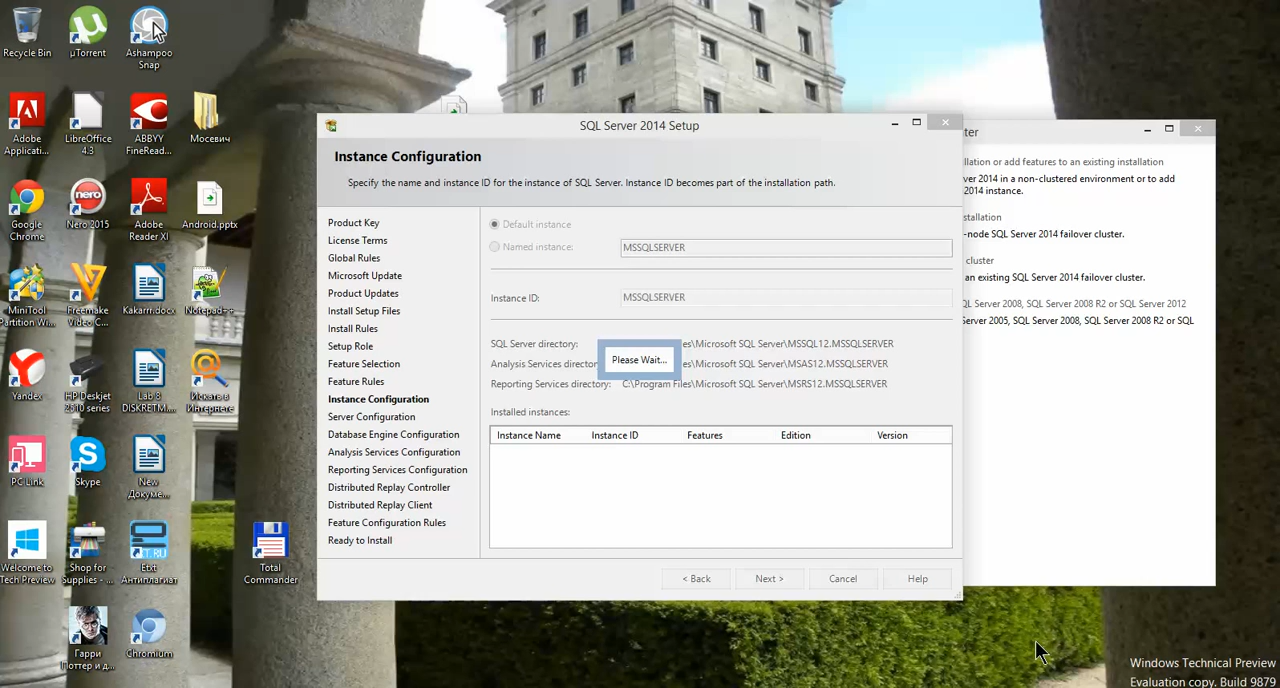 Recycle Bin
µTorrent
Ashampoo
Snap
Adobe
Applicati...
LibreOffice
4.3
ABBYY
FineRead...
Мосевич
Google
Chrome
Nero 2015
Adobe
Reader XI
Android.pptx
MiniTool
Partition Wi...
Freemake
Video C...
Kakarrr.docx
Notepad++
Yandex
HP Deskjet
2510 series
Lab 8
DISKRETM....
Искать в
Интернете
PC Link
Skype
New
Докуме...
Welcome to
Tech Preview
Shop for
Supplies - ...
Etxt
Антиплагиат
Total
Commander
Гарри
Поттер и д...
Chromium
SQL Server 2014 Setup
Instance Configuration
Specify the name and instance ID for the instance of SQL Server. Instance ID becomes part of the installation path.
Product Key
License Terms
Global Rules
Microsoft Update
Product Updates
Install Setup Files
Install Rules
Setup Role
Feature Selection
Feature Rules
Instance Configuration
Server Configuration
Database Engine Configuration
Analysis Services Configuration
Reporting Services Configuration
Distributed Replay Controller
Distributed Replay Client
Feature Configuration Rules
Ready to Install
Default instance
Named instance:
MSSQLSERVER
Instance ID:
MSSQLSERVER
SQL Server directory: es\Microsoft SQL Server\MSSQL12.MSSQLSERVER
Analysis Services director es\Microsoft SQL Server\MSAS12.MSSQLSERVER
Reporting Services directory: C:\Program Files\Microsoft SQL Server\MSRS12.MSSQLSERVER
Please Wait...
Installed instances:
Instance Name Instance ID Features Edition Version
< Back Next > Cancel Help
ter
llation or add features to an existing installation
ver 2014 in a non-clustered environment or to add
2014 instance.
stallation
-node SQL Server 2014 failover cluster.
cluster
an existing SQL Server 2014 failover cluster.
QL Server 2008, SQL Server 2008 R2 or SQL Server 2012
ver 2005, SQL Server 2008, SQL Server 2008 R2 or SQL
Windows Technical Preview
Evaluation copy. Build 9879